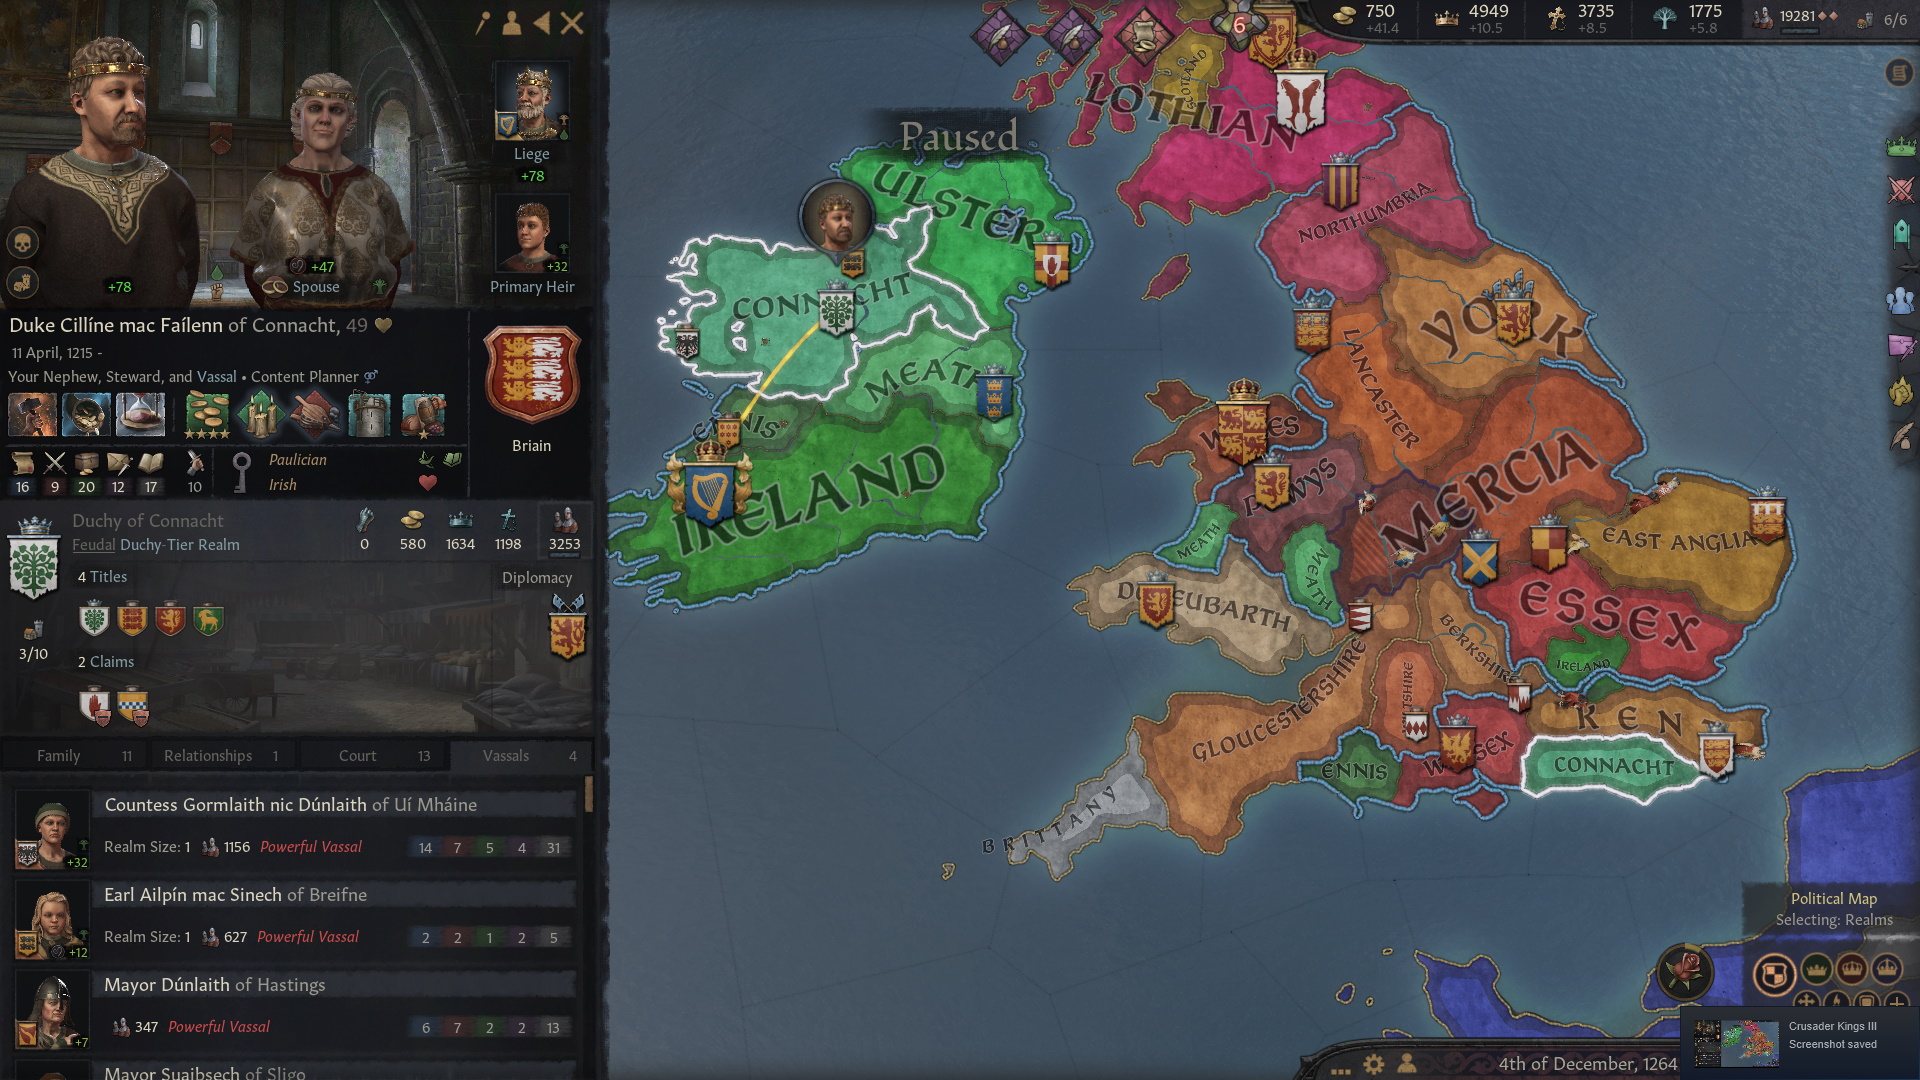 Liege
+78
+32
Primary Heir
+78
+47
Spouse
Duke Cillíne mac Faílenn of Connacht, 49
11 April, 1215 -
Your Nephew, Steward, and Vassal • Content Planner
Briain
16 9 20 12 17 10
Paulician
Irish
Duchy of Connacht
Feudal Duchy-Tier Realm
0 580 1634 1198 3253
4 Titles
Diplomacy
3/10
2 Claims
Family 11 Relationships 1 Court 13 Vassals 4
Countess Gormlaith nic Dúnlaith of Uí Mháine
Realm Size: 1 1156 Powerful Vassal 14 7 5 4 31
+32
Earl Ailpín mac Sinech of Breifne
Realm Size: 1 627 Powerful Vassal 2 2 1 2 5
+12
Mayor Dúnlaith of Hastings
347 Powerful Vassal 6 7 2 2 13
+7
Mayor Suaibsech of Sligo
6
750 +41.4
4949 +10.5
3735 +8.5
1775 +5.8
19281
6/6
Paused
SCOTLAND
LOTHIAN
ULSTER
NORTHUMBRIA
CONNACHT
YORK
MEATH
LANCASTER
ENNIS
WALES
IRELAND
POWYS
MERCIA
MEATH
MEATH
EAST ANGLIA
DEHEUBARTH
ESSEX
BERKSHIRE
IRELAND
GLOUCESTERSHIRE
KENT
ENNIS
WESSEX
CONNACHT
BRITTANY
Political Map
Selecting: Realms
4th of December, 1264
Crusader Kings III
Screenshot saved